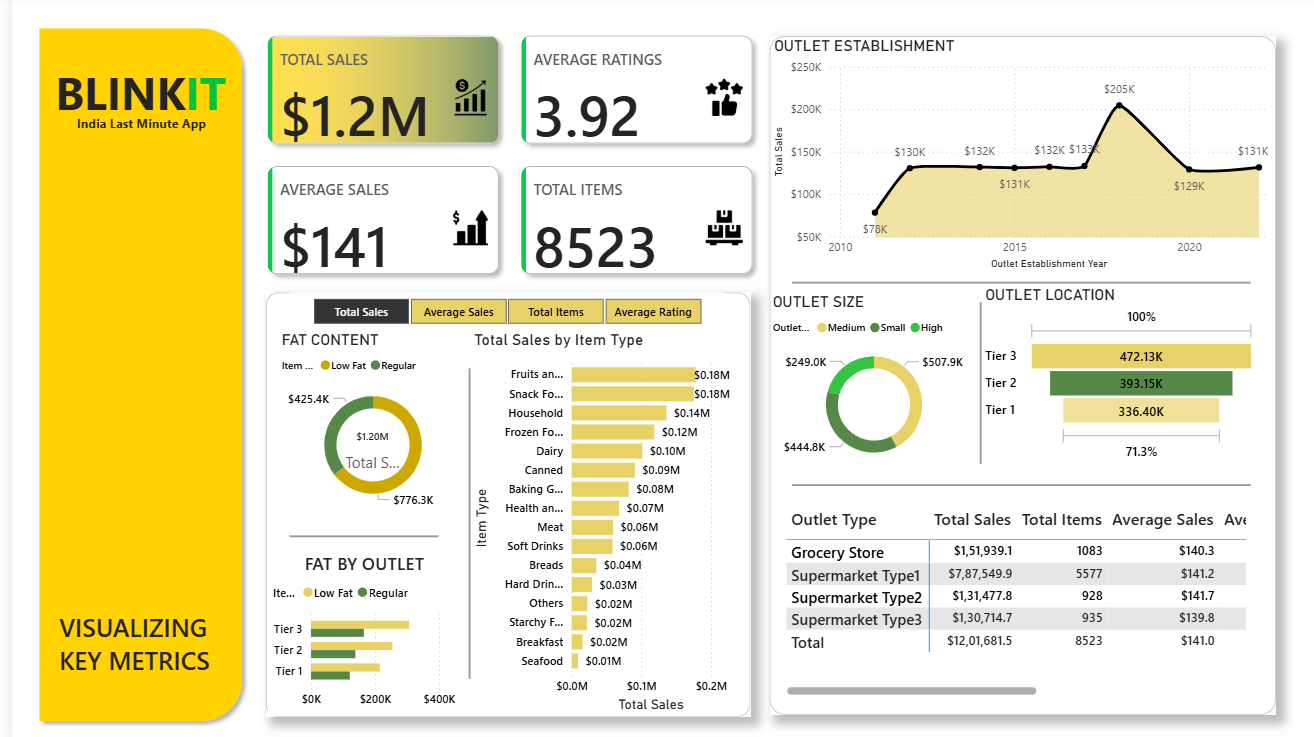 BLINKIT
India Last Minute App
VISUALIZING
KEY METRICS
TOTAL SALES
$1.2M
AVERAGE RATINGS
3.92
AVERAGE SALES
$141
TOTAL ITEMS
8523
Total Sales Average Sales Total Items Average Rating
FAT CONTENT
Item ... Low Fat Regular
$425.4K
$1.20M
Total S...
$776.3K
FAT BY OUTLET
Ite... Low Fat Regular
Tier 3
Tier 2
Tier 1
$0K $200K $400K
Total Sales by Item Type
Item Type
Fruits an... $0.18M
Snack Fo... $0.18M
Household $0.14M
Frozen Fo... $0.12M
Dairy $0.10M
Canned $0.09M
Baking G... $0.08M
Health an... $0.07M
Meat $0.06M
Soft Drinks $0.06M
Breads $0.04M
Hard Drin... $0.03M
Others $0.02M
Starchy F... $0.02M
Breakfast $0.02M
Seafood $0.01M
$0.0M $0.1M $0.2M
Total Sales
OUTLET ESTABLISHMENT
Total Sales
$250K
$200K
$150K
$100K
$50K
$78K
$130K
$132K
$131K
$132K
$133K
$205K
$129K
$131K
2010 2015 2020
Outlet Establishment Year
OUTLET SIZE
Outlet... Medium Small High
$249.0K
$507.9K
$444.8K
OUTLET LOCATION
100%
Tier 3 472.13K
Tier 2 393.15K
Tier 1 336.40K
71.3%
Outlet Type Total Sales Total Items Average Sales Ave
Grocery Store $1,51,939.1 1083 $140.3
Supermarket Type1 $7,87,549.9 5577 $141.2
Supermarket Type2 $1,31,477.8 928 $141.7
Supermarket Type3 $1,30,714.7 935 $139.8
Total $12,01,681.5 8523 $141.0